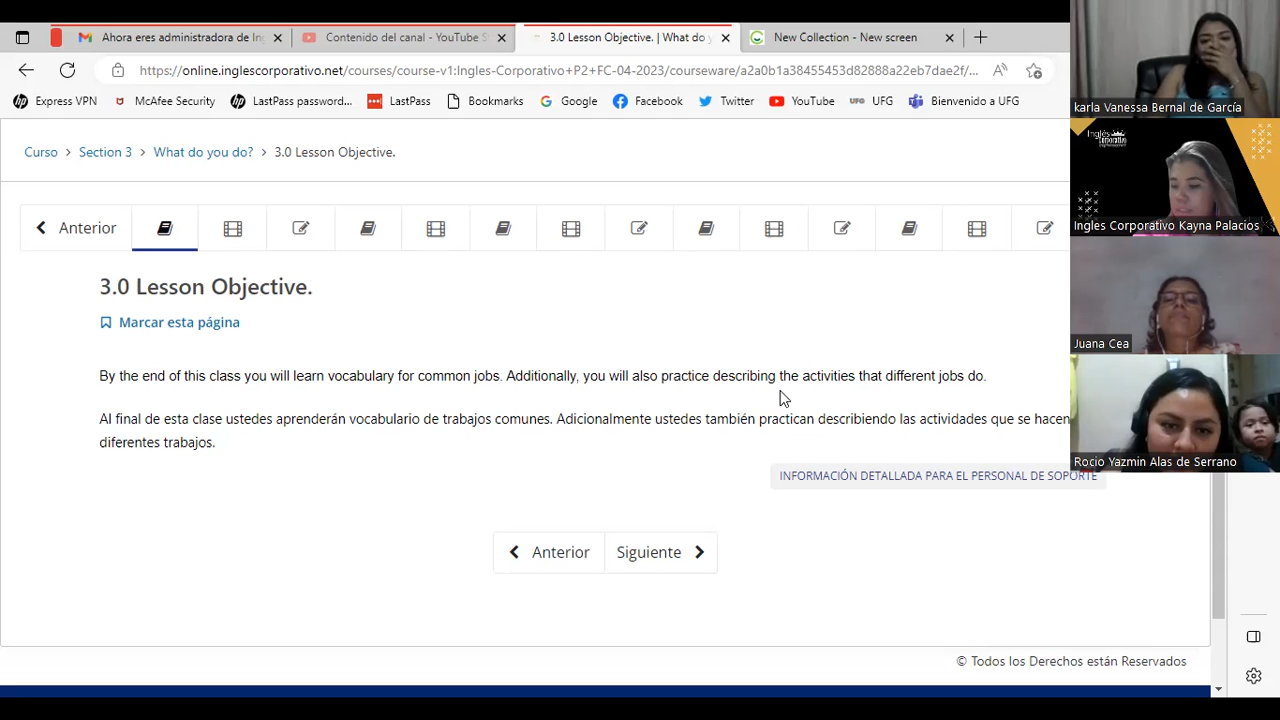 Ahora eres administradora de Ing
Contenido del canal - YouTube S
3.0 Lesson Objective. | What do y
New Collection - New screen
https://online.inglescorporativo.net/courses/course-v1:Ingles-Corporativo+P2+FC-04-2023/courseware/a2a0b1a38455453d82888a22eb7dae2f/...
Express VPN
McAfee Security
LastPass password...
LastPass
Bookmarks
Google
Facebook
Twitter
YouTube
UFG
UFG
Bienvenido a UFG
Curso > Section 3 > What do you do? > 3.0 Lesson Objective.
Anterior
3.0 Lesson Objective.
Marcar esta página
By the end of this class you will learn vocabulary for common jobs. Additionally, you will also practice describing the activities that different jobs do.
Al final de esta clase ustedes aprenderán vocabulario de trabajos comunes. Adicionalmente ustedes también practican describiendo las actividades que se hacen
diferentes trabajos.
INFORMACIÓN DETALLADA PARA EL PERSONAL DE SOPORTE
Anterior
Siguiente
© Todos los Derechos están Reservados
karla Vanessa Bernal de García
Inglés
Corporativo
Ingles Corporativo Kayna Palacios
Juana Cea
Rocio Yazmin Alas de Serrano